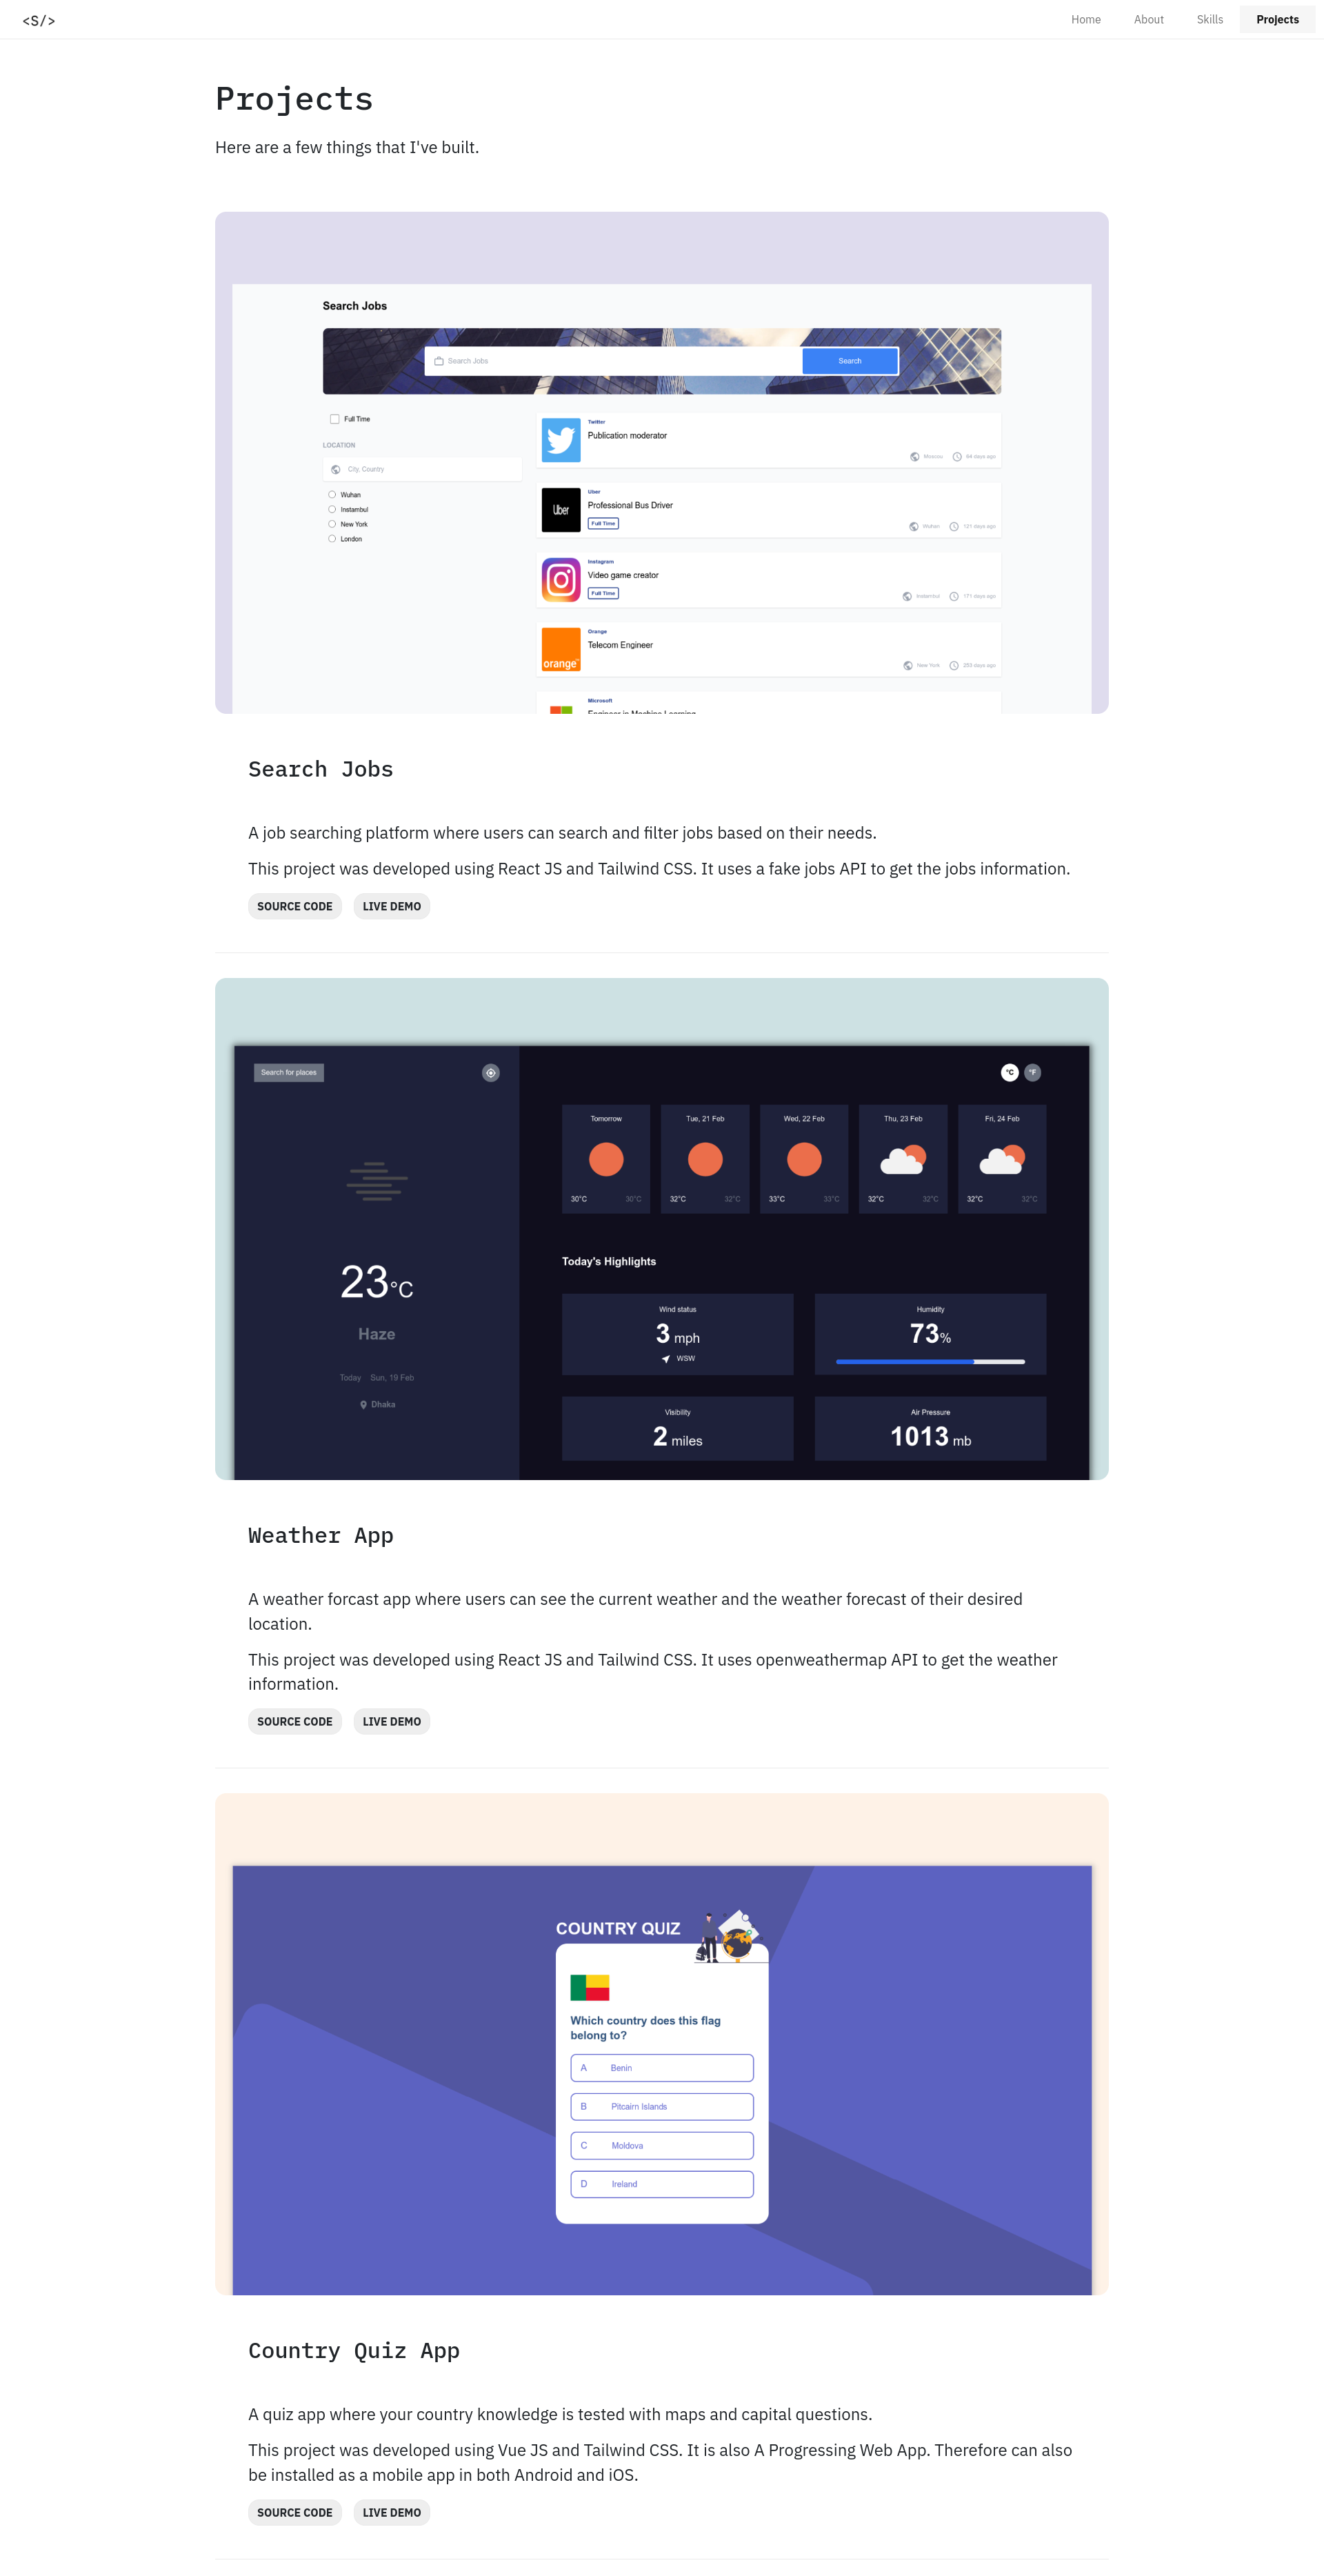 <S/>
Home
About
Skills
Projects
Projects
Here are a few things that I've built.
Search Jobs
Search Jobs
Search
Full Time
LOCATION
City, Country
Wuhan
Instambul
New York
London
Twitter
Publication moderator
Moscou
84 days ago
Uber
Uber
Professional Bus Driver
Full Time
Wuhan
121 days ago
Instagram
Video game creator
Full Time
Instambul
171 days ago
Orange
orange
Telecom Engineer
New York
253 days ago
Microsoft
Engineer in Machine Learning
Search Jobs
A job searching platform where users can search and filter jobs based on their needs.
This project was developed using React JS and Tailwind CSS. It uses a fake jobs API to get the jobs information.
SOURCE CODE
LIVE DEMO
Search for places
°C
°F
Tomorrow
Tue, 21 Feb
Wed, 22 Feb
Thu, 23 Feb
Fri, 24 Feb
30°C 30°C
32°C 32°C
33°C 33°C
32°C 32°C
32°C 32°C
23°C
Haze
Today Sun, 19 Feb
Dhaka
Today's Highlights
Wind status
3 mph
WSW
Humidity
73%
Visibility
2 miles
Air Pressure
1013 mb
Weather App
A weather forcast app where users can see the current weather and the weather forecast of their desired
location.
This project was developed using React JS and Tailwind CSS. It uses openweathermap API to get the weather
information.
SOURCE CODE
LIVE DEMO
COUNTRY QUIZ
Which country does this flag
belong to?
A Benin
B Pitcairn Islands
C Moldova
D Ireland
Country Quiz App
A quiz app where your country knowledge is tested with maps and capital questions.
This project was developed using Vue JS and Tailwind CSS. It is also A Progressing Web App. Therefore can also
be installed as a mobile app in both Android and iOS.
SOURCE CODE
LIVE DEMO